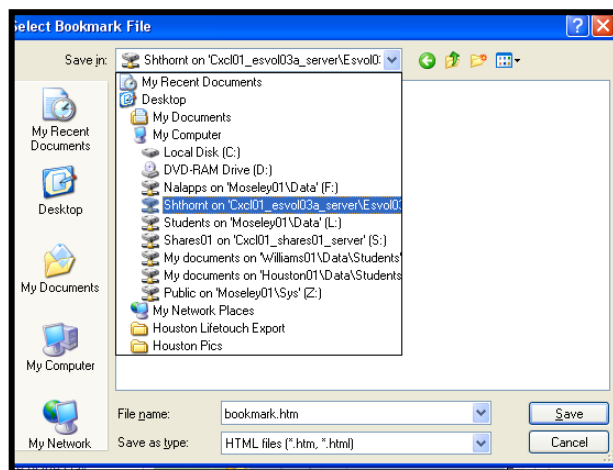 Select Bookmark File
Save in:
Shthornt on 'Cxcl01_esvol03a_server\Esvol0
My Recent Documents
Desktop
My Documents
My Computer
Local Disk (C:)
DVD-RAM Drive (D:)
Nalapps on 'Moseley01\Data' (F:)
Shthornt on 'Cxcl01_esvol03a_server\Esvol03
Students on 'Moseley01\Data' (L:)
Shares01 on 'Cxcl01_shares01_server' (S:)
My documents on 'Williams01\Data\Students'
My documents on 'Houston01\Data\Students
Public on 'Moseley01\Sys' (Z:)
My Network Places
Houston Lifetouch Export
Houston Pics
My Recent
Documents
Desktop
My Documents
My Computer
My Network
File name:
bookmark.htm
Save
Save as type:
HTML files (*.htm, *.html)
Cancel